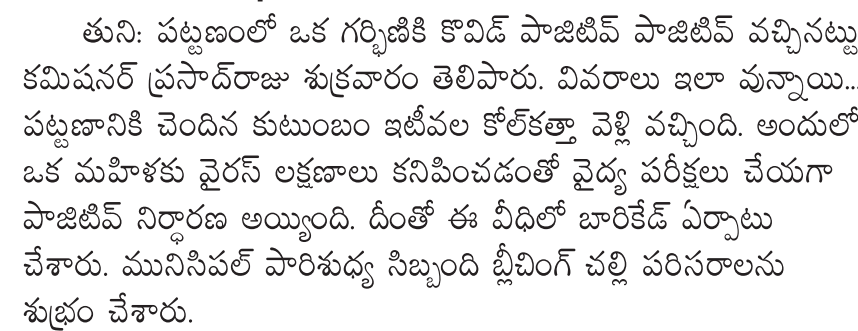 తుని: పట్టణంలో ఒక గర్భిణికి కొవిడ్ పాజిటివ్ పాజిటివ్ వచ్చినట్టు
కమిషనర్ ప్రసాద్‌రాజు శుక్రవారం తెలిపారు. వివరాలు ఇలా వున్నాయి...
పట్టణానికి చెందిన కుటుంబం ఇటీవల కోల్‌కత్తా వెళ్లి వచ్చింది. అందులో
ఒక మహిళకు వైరస్ లక్షణాలు కనిపించడంతో వైద్య పరీక్షలు చేయగా
పాజిటివ్ నిర్ధారణ అయ్యింది. దీంతో ఈ వీధిలో బారికేడ్ ఏర్పాటు
చేశారు. మునిసిపల్ పారిశుధ్య సిబ్బంది బ్లీచింగ్ చల్లి పరిసరాలను
శుభ్రం చేశారు.